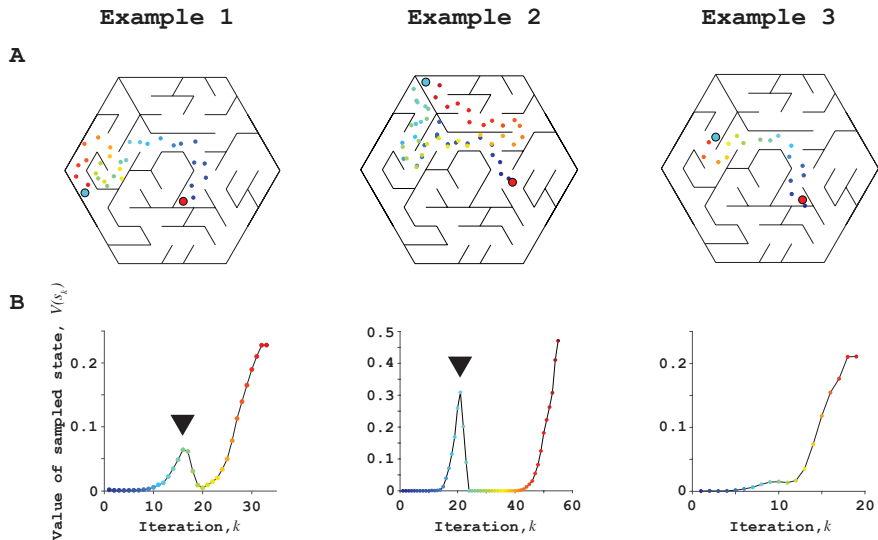 Example 1 Example 2 Example 3
A
B
Value of sampled state, V(s_k)
0.2
0.1
0
0 10 20 30
Iteration, k
0.5
0.4
0.3
0.2
0.1
0
0 20 40 60
Iteration, k
0.2
0.1
0
0 10 20
Iteration, k